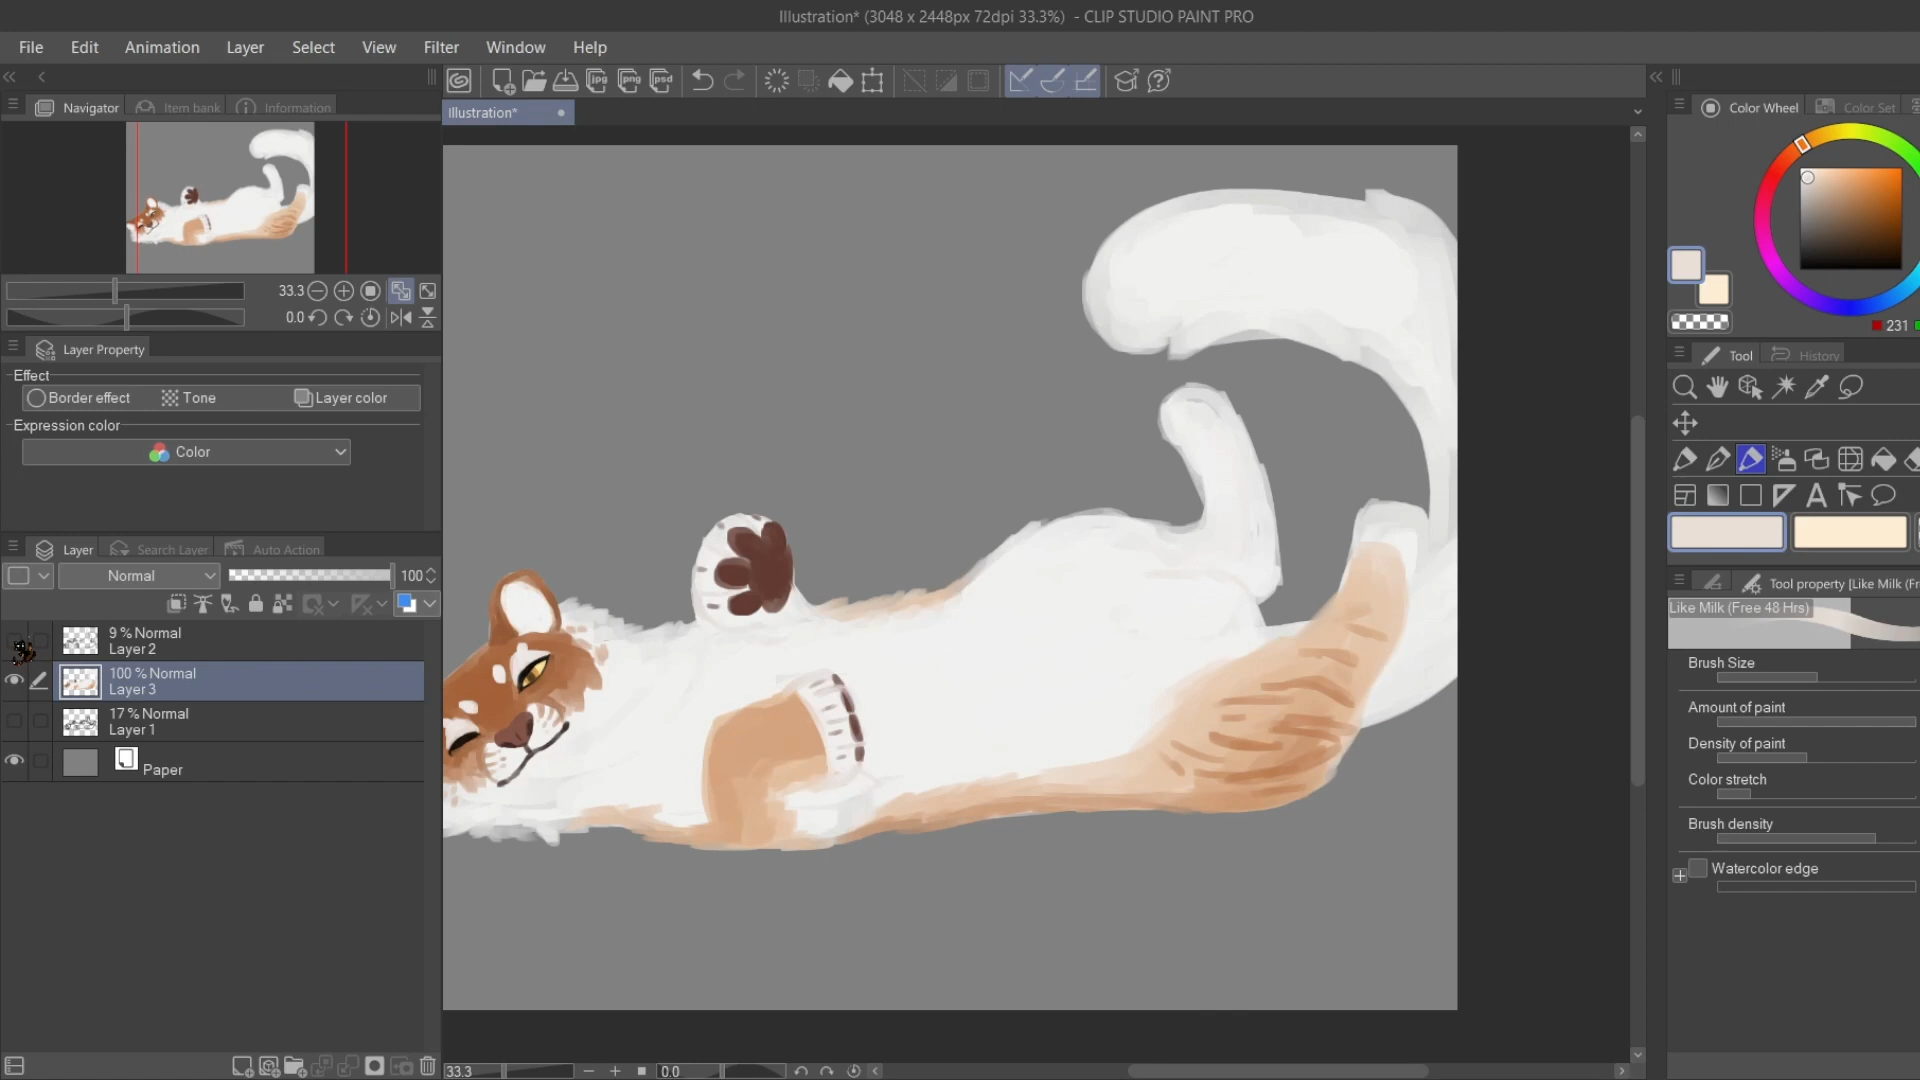 Illustration* (3048 x 2448px 72dpi 33.3%) - CLIP STUDIO PAINT PRO
File Edit Animation Layer Select View Filter Window Help
jpg png psd
Illustration*
Navigator Item bank Information
33.3
0.0
Layer Property
Effect
Border effect Tone Layer color
Expression color
Color
Layer Search Layer Auto Action
Normal 100
9 % Normal
Layer 2
100 % Normal
Layer 3
17 % Normal
Layer 1
Paper
33.3 0.0
Color Wheel Color Set
231
Tool History
A
Tool property [Like Milk (Fr
Like Milk (Free 48 Hrs)
Brush Size
Amount of paint
Density of paint
Color stretch
Brush density
Watercolor edge